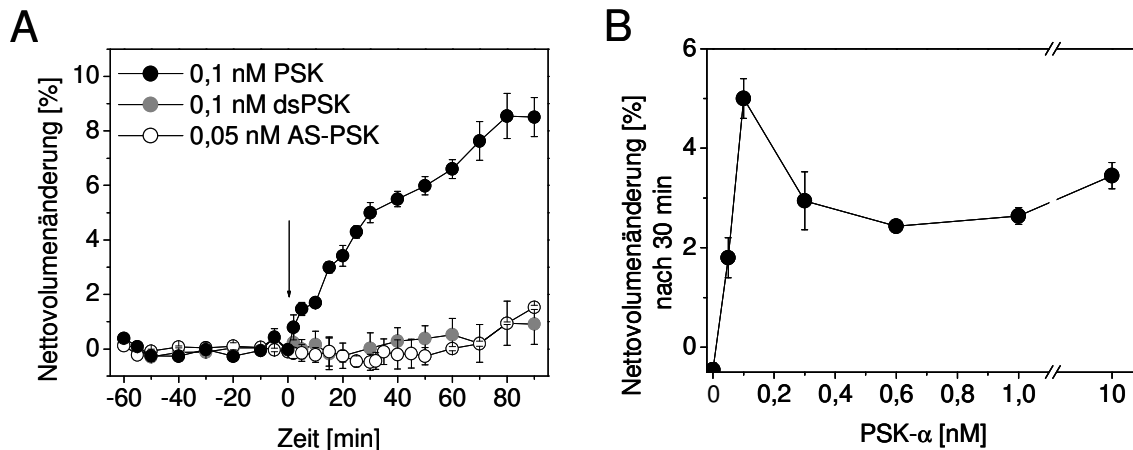 A
Nettovolumenänderung [%]
10
8
6
4
2
0
0,1 nM PSK
0,1 nM dsPSK
0,05 nM AS-PSK
-60 -40 -20 0 20 40 60 80
Zeit [min]
B
Nettovolumenänderung [%]
nach 30 min
6
4
2
0
0 0,2 0,4 0,6 0,8 1,0 10
PSK-α [nM]